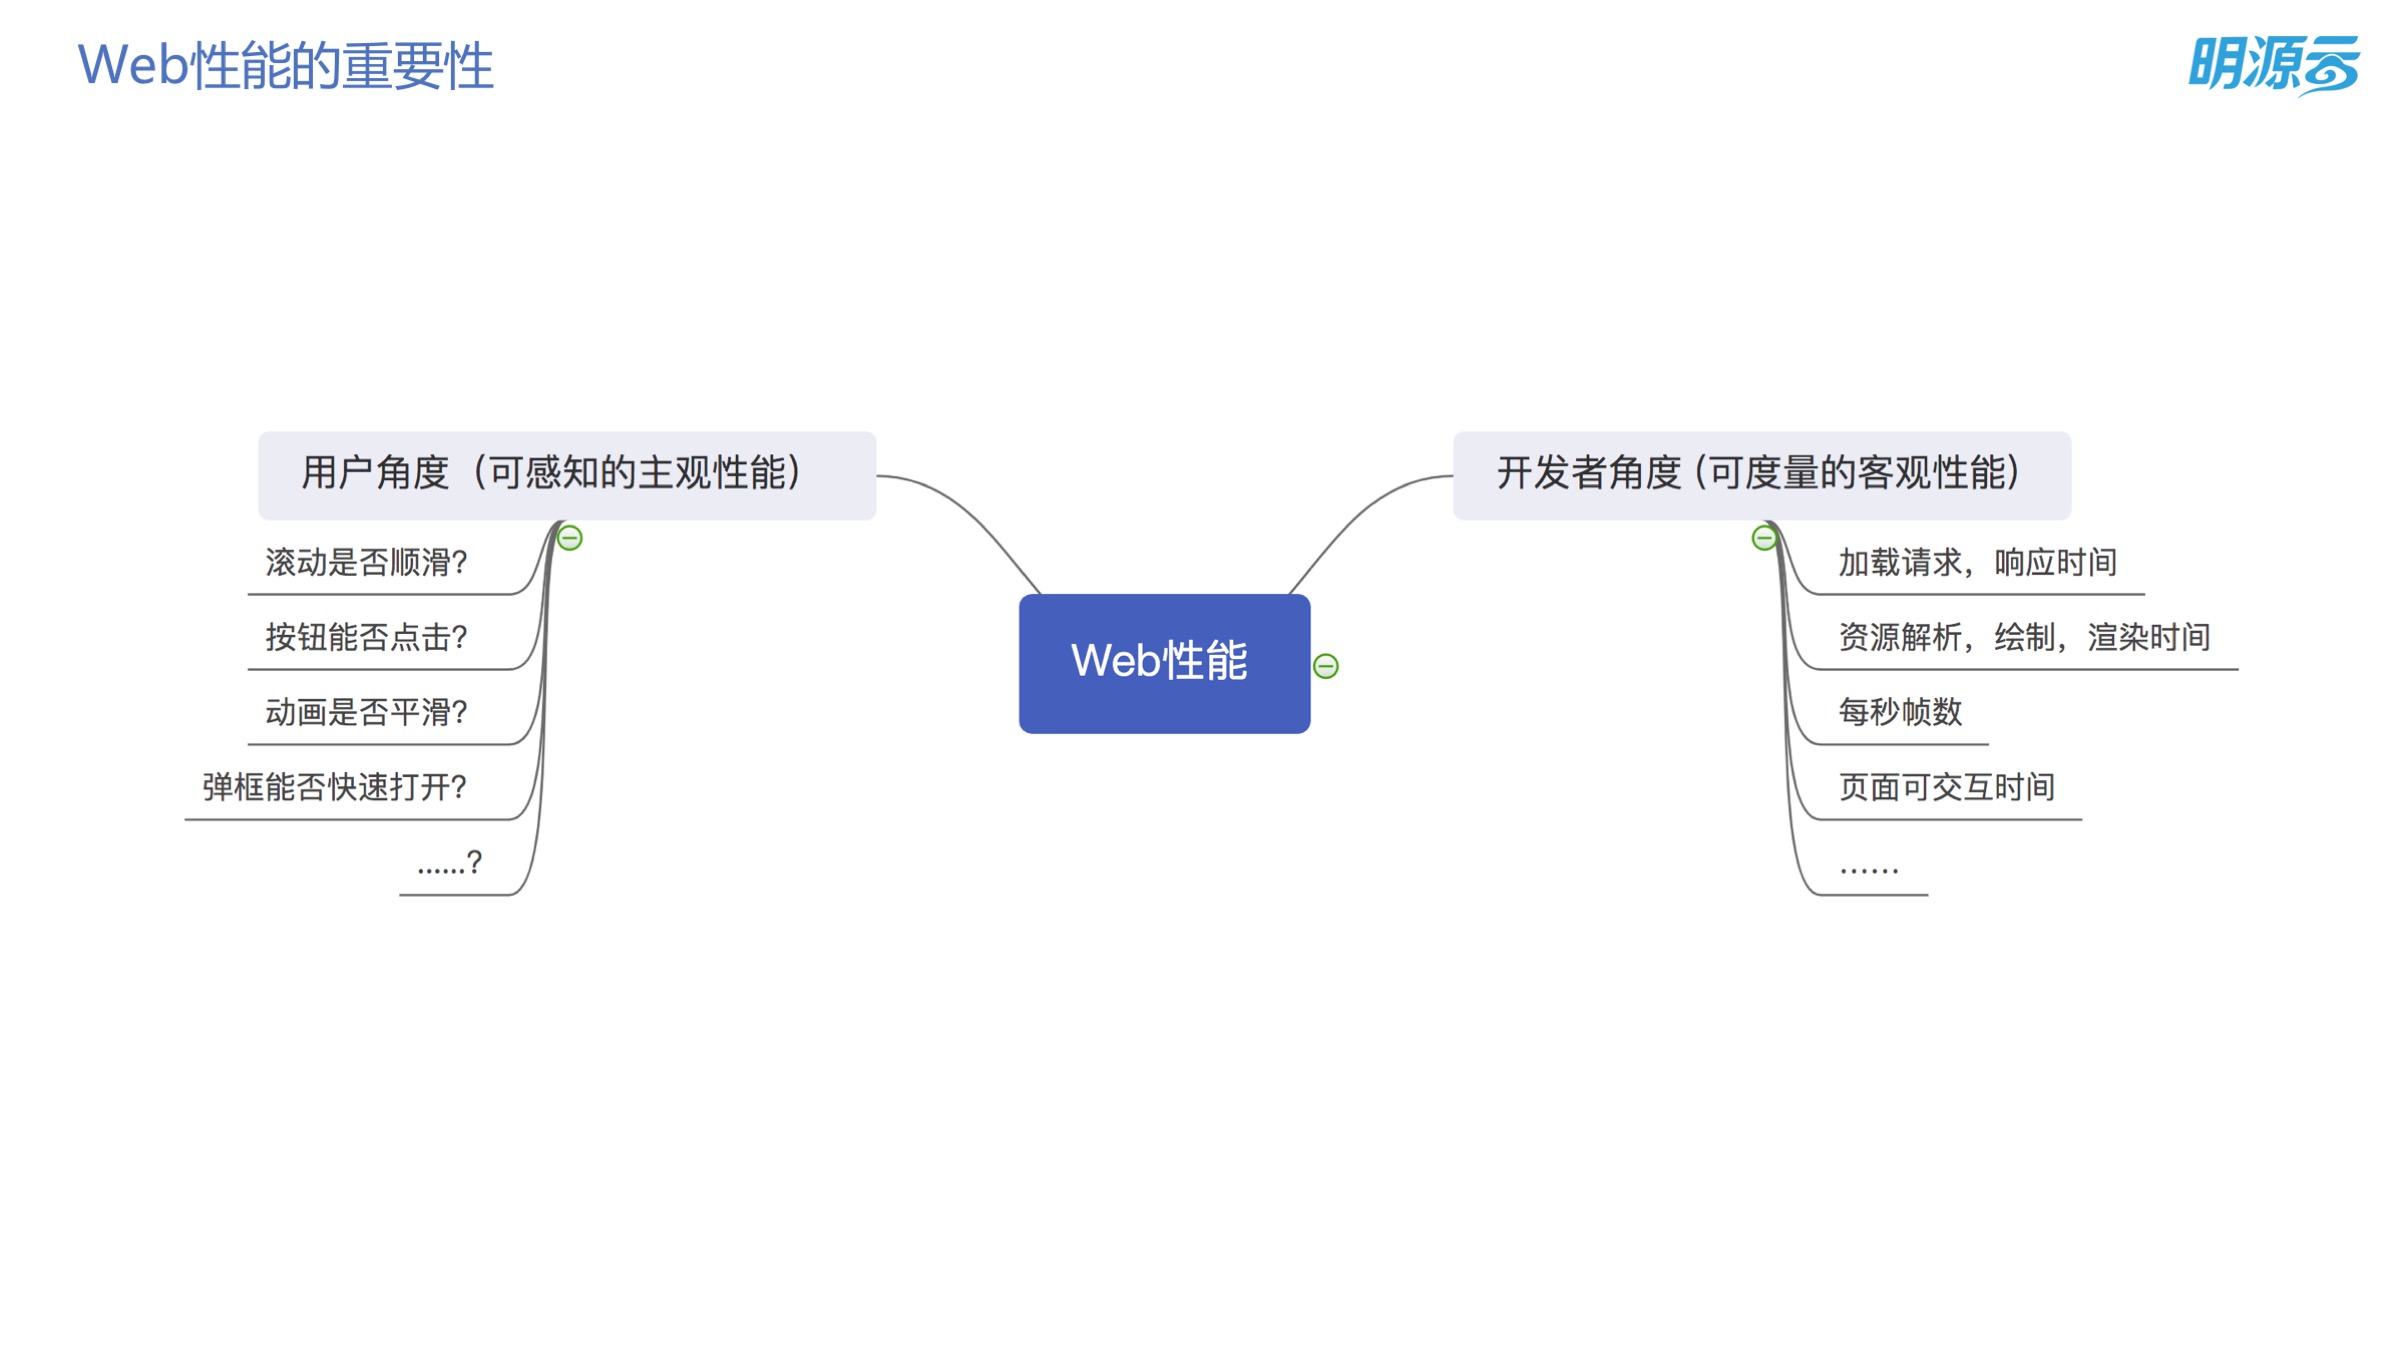 Web性能的重要性
明源云
用户角度（可感知的主观性能）
滚动是否顺滑?
按钮能否点击?
动画是否平滑?
弹框能否快速打开?
......?
Web性能
开发者角度 (可度量的客观性能)
加载请求，响应时间
资源解析，绘制，渲染时间
每秒帧数
页面可交互时间
......